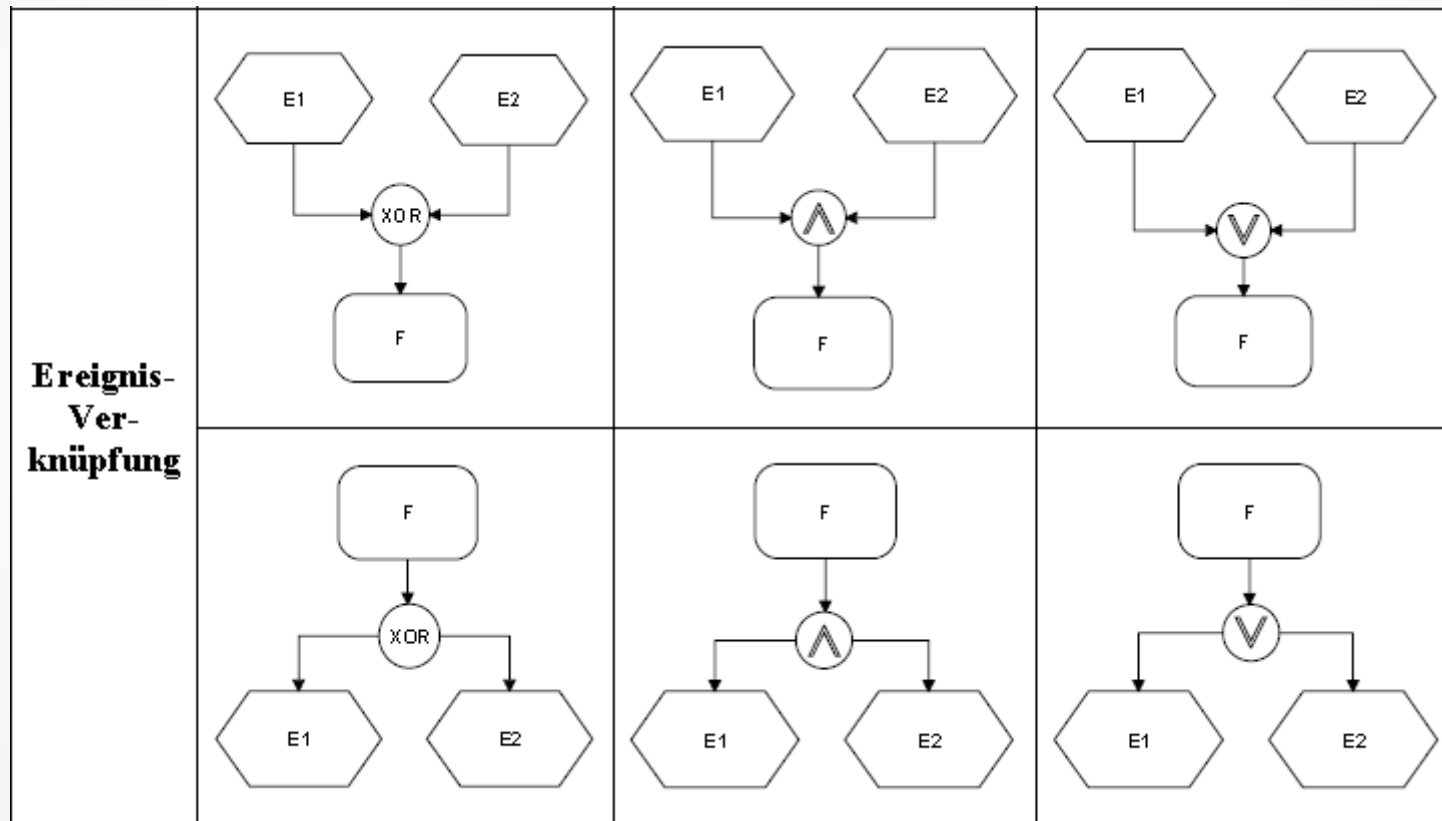 E1 E2
XOR
F
E1 E2
∧
F
E1 E2
∨
F
Ereignis-
Ver-
knüpfung
F
XOR
E1 E2
F
∧
E1 E2
F
∨
E1 E2